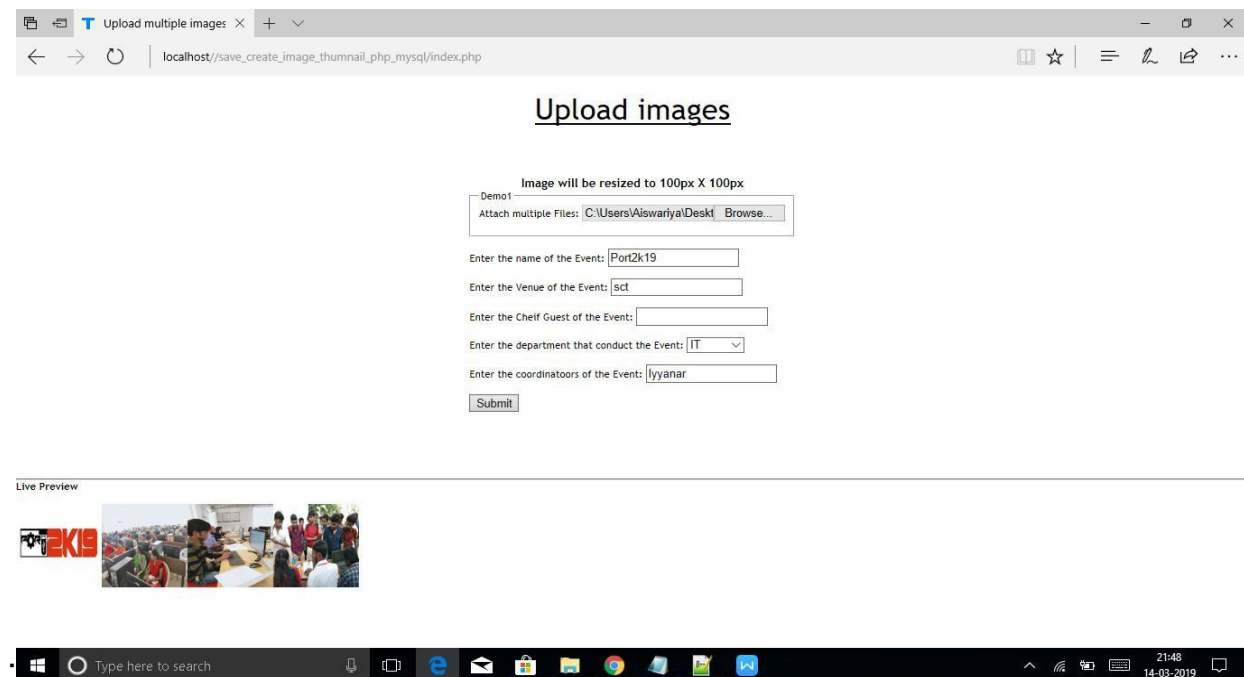 Upload multiple images
localhost//save_create_image_thumnail_php_mysql/index.php
Upload images
Image will be resized to 100px X 100px
Demo1
Attach multiple Files: C:\Users\Aiswariya\Deskt Browse...
Enter the name of the Event: Port2k19
Enter the Venue of the Event: sct
Enter the Cheif Guest of the Event:
Enter the department that conduct the Event: IT
Enter the coordinatoors of the Event: Iyyanar
Submit
Live Preview
2K19
Type here to search
21:48
14-03-2019